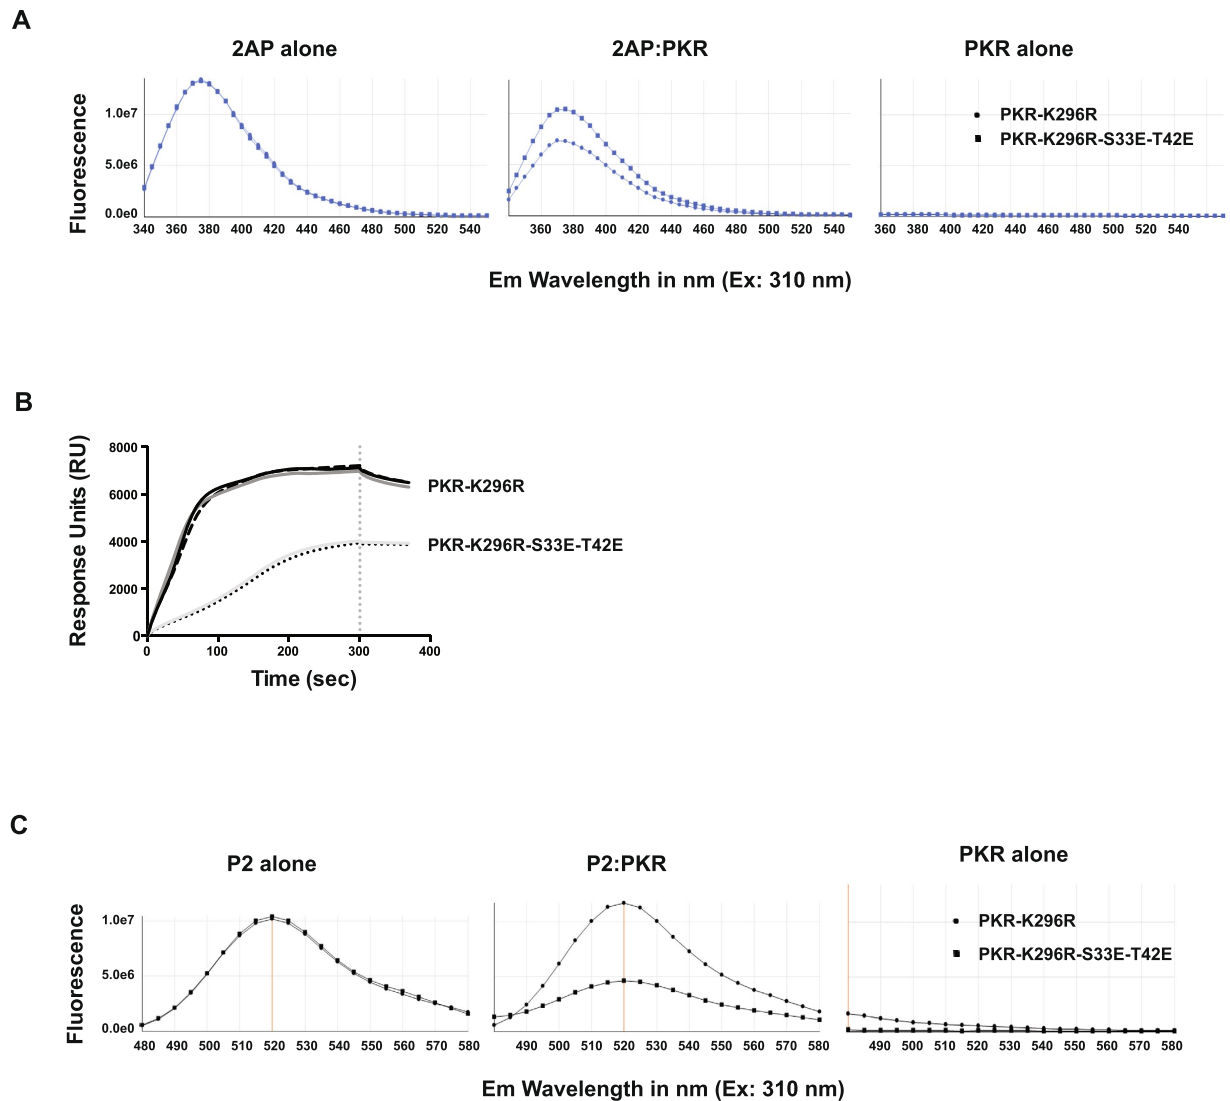 A
2AP alone
2AP:PKR
PKR alone
Fluorescence
1.0e7
5.0e6
0.0e0
PKR-K296R
PKR-K296R-S33E-T42E
340 360 380 400 420 440 460 480 500 520 540
360 380 400 420 440 460 480 500 520 540
360 380 400 420 440 460 480 500 520 540
Em Wavelength in nm (Ex: 310 nm)
B
Response Units (RU)
8000
6000
4000
2000
0
PKR-K296R
PKR-K296R-S33E-T42E
0 100 200 300 400
Time (sec)
C
P2 alone
P2:PKR
PKR alone
Fluorescence
1.0e7
5.0e6
0.0e0
PKR-K296R
PKR-K296R-S33E-T42E
480 490 500 510 520 530 540 550 560 570 580
490 500 510 520 530 540 550 560 570 580
490 500 510 520 530 540 550 560 570 580
Em Wavelength in nm (Ex: 310 nm)